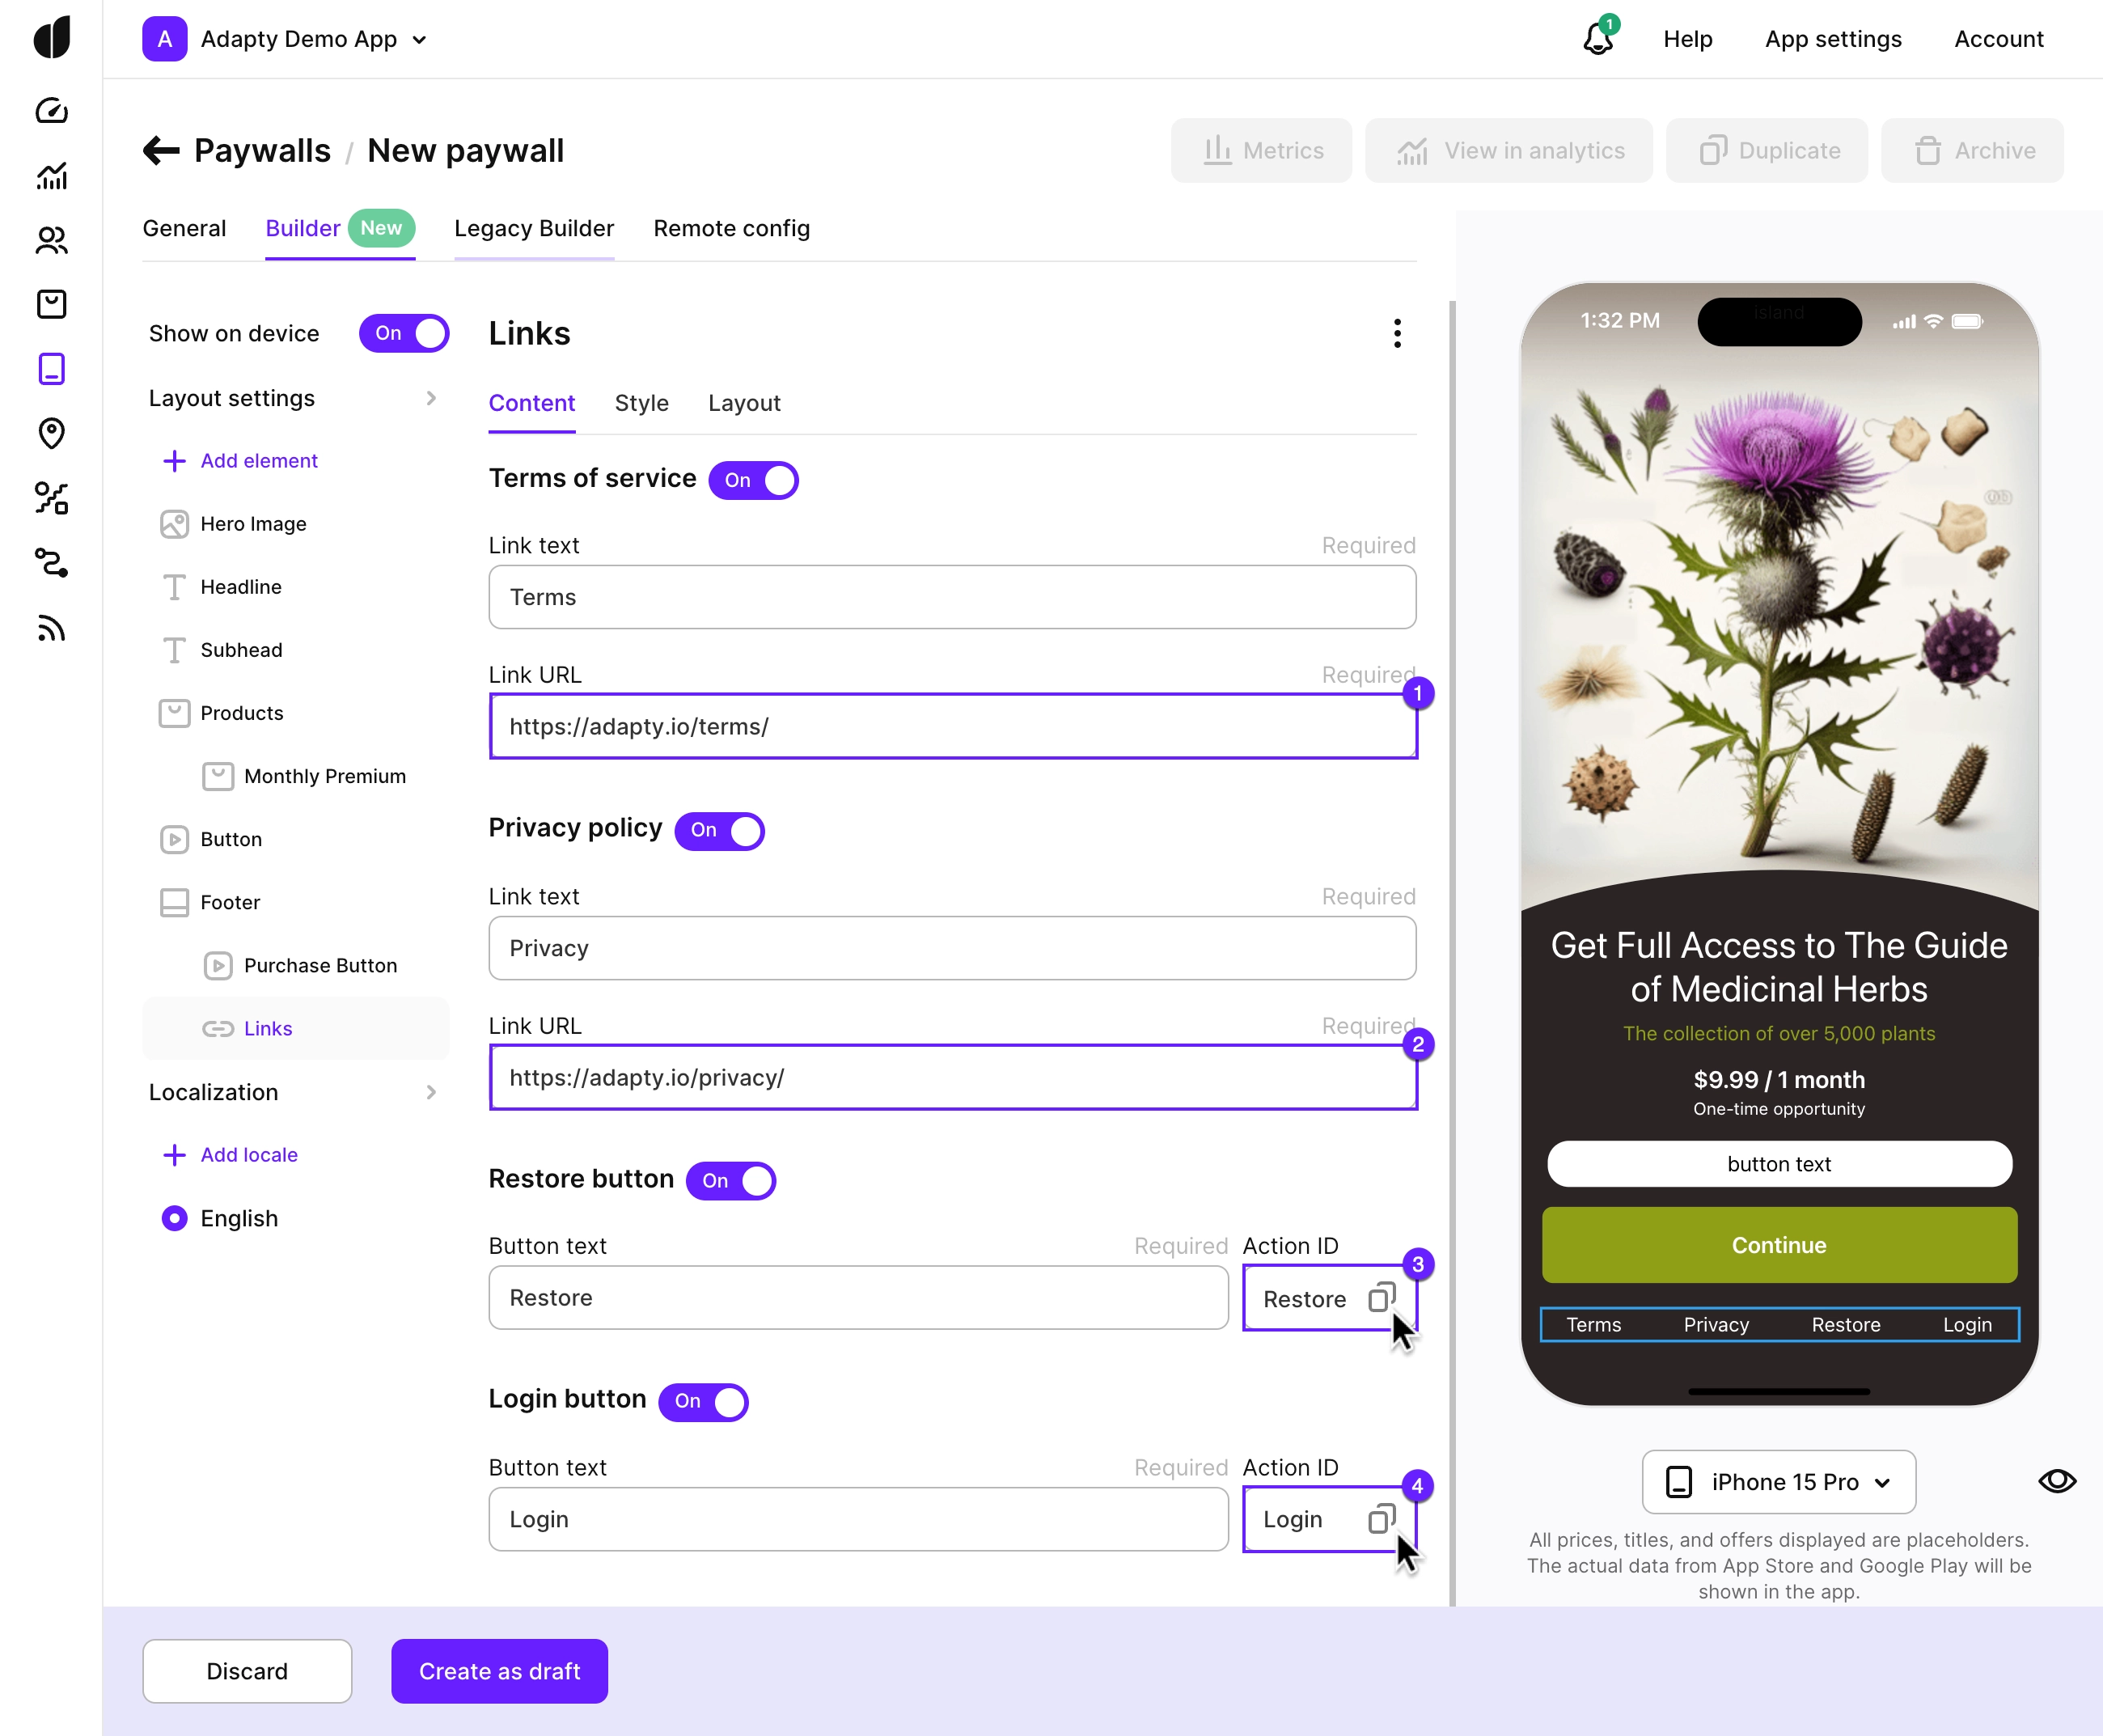 A
Adapty Demo App
1
Help
App settings
Account
Paywalls / New paywall
Metrics
View in analytics
Duplicate
Archive
General
Builder
New
Legacy Builder
Remote config
Show on device
On
Layout settings
Add element
Hero Image
Headline
Subhead
Products
Monthly Premium
Button
Footer
Purchase Button
Links
Localization
Add locale
English
Links
Content
Style
Layout
Terms of service
On
Link text
Required
Terms
Link URL
Required
1
https://adapty.io/terms/
Privacy policy
On
Link text
Required
Privacy
Link URL
Required
2
https://adapty.io/privacy/
Restore button
On
Button text
Required
Action ID
3
Restore
Restore
Login button
On
Button text
Required
Action ID
4
Login
Login
1:32 PM
island
Get Full Access to The Guide
of Medicinal Herbs
The collection of over 5,000 plants
$9.99 / 1 month
One-time opportunity
button text
Continue
Terms
Privacy
Restore
Login
iPhone 15 Pro
All prices, titles, and offers displayed are placeholders.
The actual data from App Store and Google Play will be
shown in the app.
Discard
Create as draft